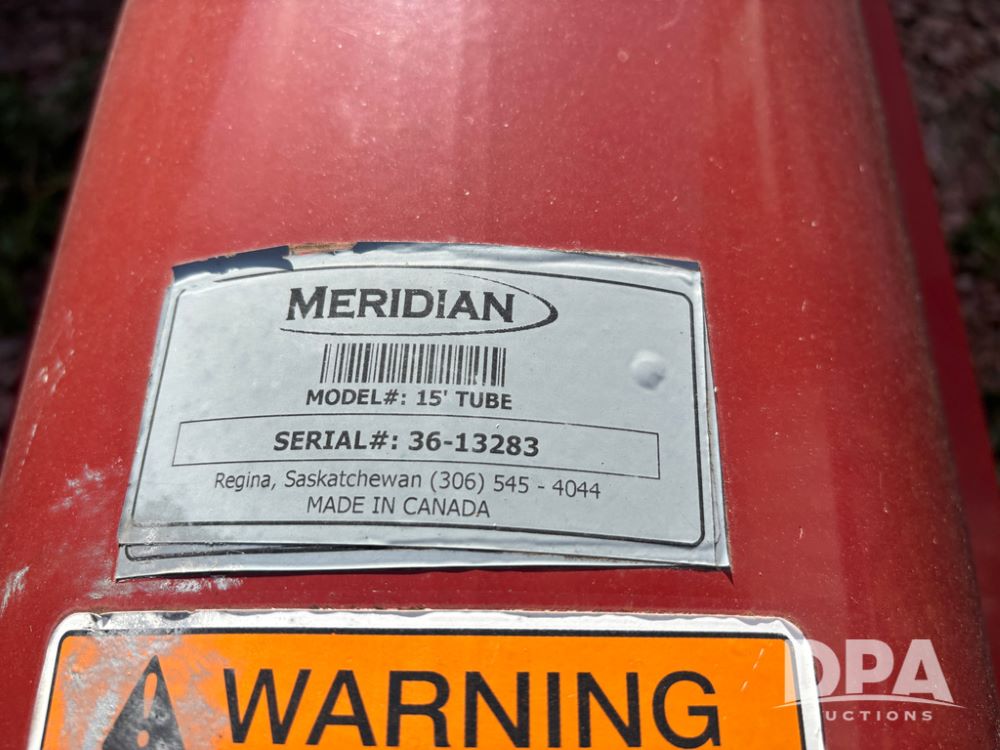 MERIDIAN
MODEL#: 15' TUBE
SERIAL#: 36-13283
Regina, Saskatchewan (306) 545 - 4044
MADE IN CANADA
WARNING
DPA
AUCTIONS